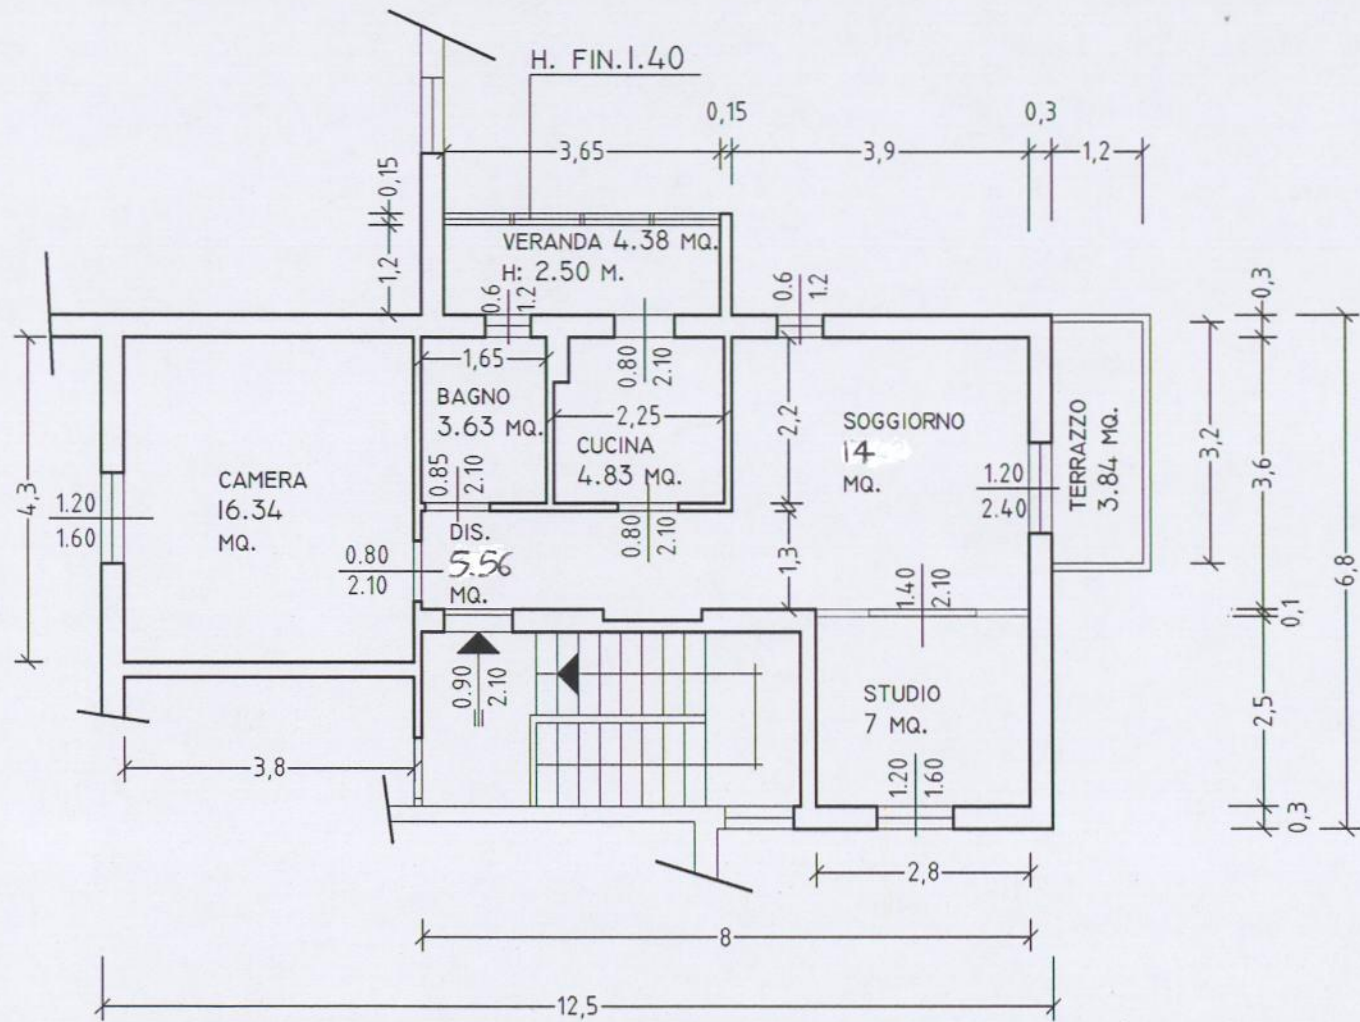 H. FIN.1.40
0,15
0,3
3,65
3,9
1,2
0,15
1,2
VERANDA 4.38 MQ.
H: 2.50 M.
0.6
1.2
0.6
1.2
0,3
1,65
0.80
2.10
BAGNO
3.63 MQ.
2,25
CUCINA
4.83 MQ.
2,2
SOGGIORNO
14
MQ.
TERRAZZO
3.84 MQ.
3,2
3,6
4,3
1.20
1.60
CAMERA
16.34
MQ.
0.85
2.10
1.20
2.40
DIS.
5.56
MQ.
0.80
2.10
0.80
2.10
1,3
1.40
2.10
6,8
0,1
0.90
2.10
STUDIO
7 MQ.
2,5
3,8
1.20
1.60
0,3
2,8
8
12,5